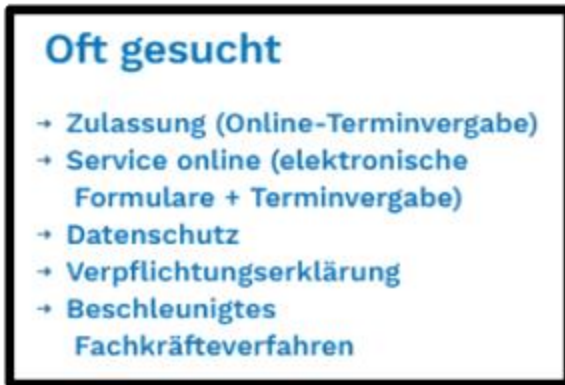 Oft gesucht
→ Zulassung (Online-Terminvergabe)
→ Service online (elektronische
Formulare + Terminvergabe)
→ Datenschutz
→ Verpflichtungserklärung
→ Beschleunigtes
Fachkräfteverfahren